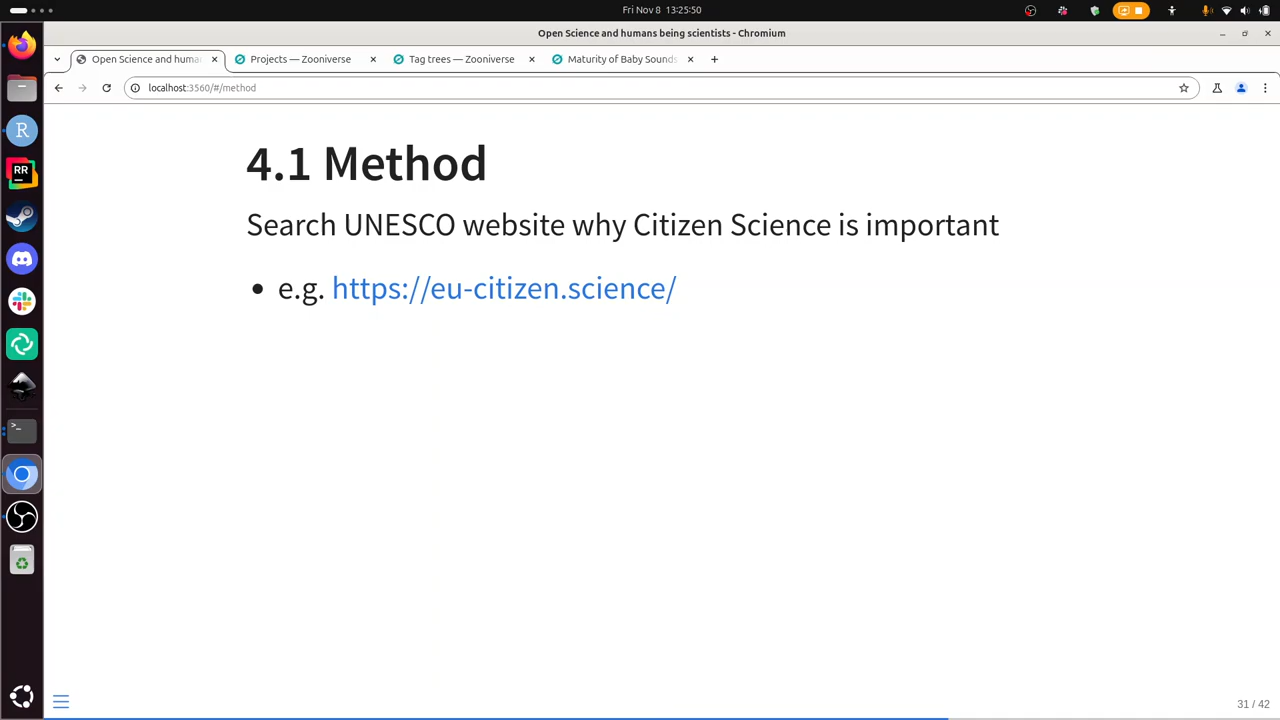 Fri Nov 8 13:25:50
Open Science and humans being scientists - Chromium
Open Science and huma
Projects — Zooniverse
Tag trees — Zooniverse
Maturity of Baby Sounds
localhost:3560/#/method
4.1 Method
Search UNESCO website why Citizen Science is important
• e.g. https://eu-citizen.science/
R
RR
31 / 42